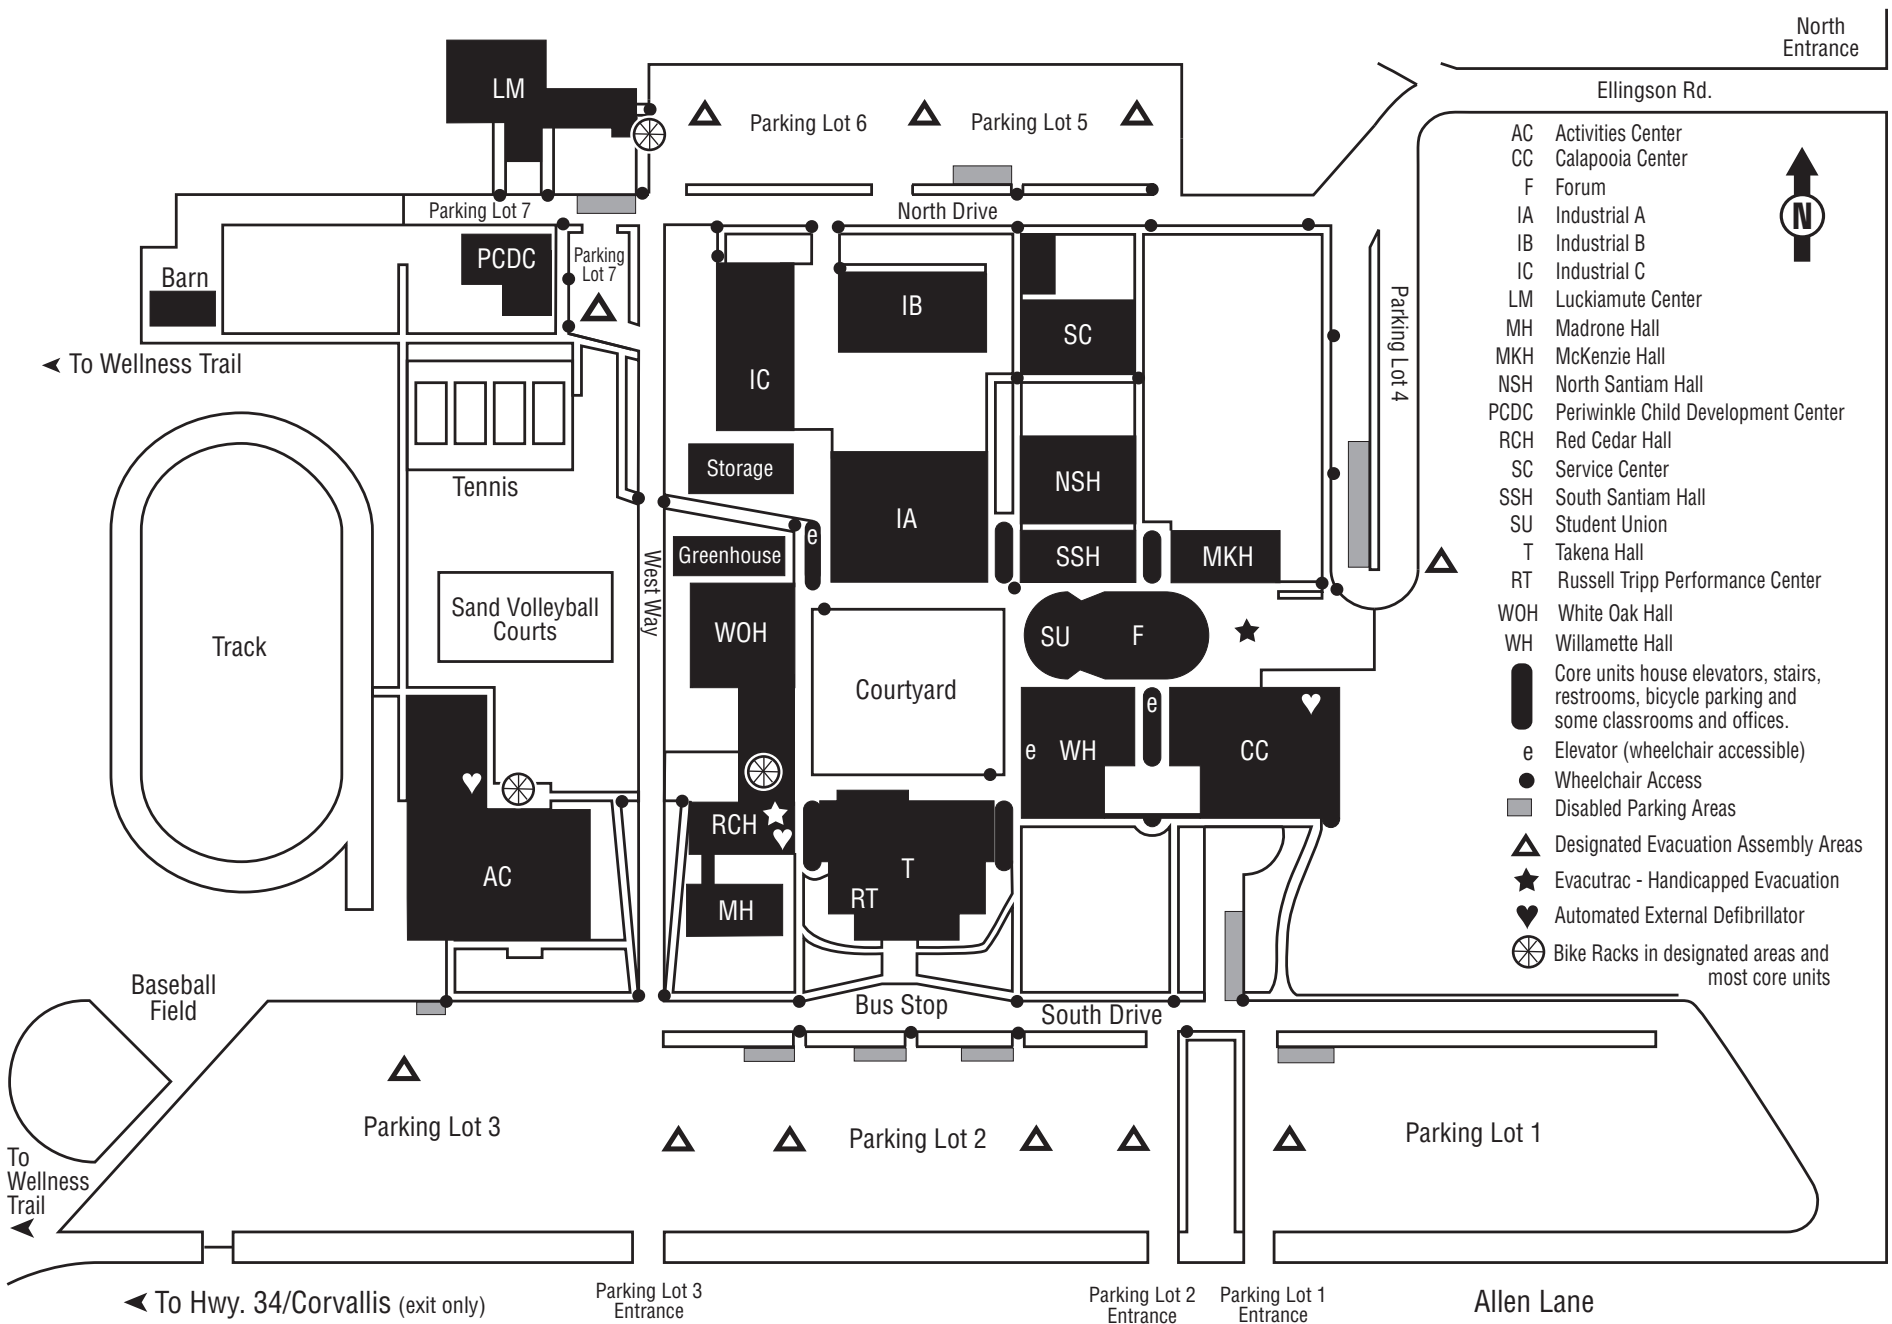 North
Entrance
Ellingson Rd.
LM
Parking Lot 6
Parking Lot 5
Parking Lot 7
North Drive
PCDC
Parking
Lot 7
Barn
To Wellness Trail
IC
IB
SC
Parking Lot 4
Tennis
Storage
IA
NSH
e
Greenhouse
SSH
MKH
West Way
Sand Volleyball
Courts
Track
WOH
SU
F
Courtyard
e
e
WH
CC
RCH
AC
T
RT
MH
Baseball
Field
Bus Stop
South Drive
Parking Lot 3
Parking Lot 2
Parking Lot 1
To
Wellness
Trail
To Hwy. 34/Corvallis (exit only)
Parking Lot 3
Entrance
Parking Lot 2
Entrance
Parking Lot 1
Entrance
Allen Lane
N
AC Activities Center
CC Calapooia Center
F Forum
IA Industrial A
IB Industrial B
IC Industrial C
LM Luckiamute Center
MH Madrone Hall
MKH McKenzie Hall
NSH North Santiam Hall
PCDC Periwinkle Child Development Center
RCH Red Cedar Hall
SC Service Center
SSH South Santiam Hall
SU Student Union
T Takena Hall
RT Russell Tripp Performance Center
WOH White Oak Hall
WH Willamette Hall
Core units house elevators, stairs,
restrooms, bicycle parking and
some classrooms and offices.
e Elevator (wheelchair accessible)
Wheelchair Access
Disabled Parking Areas
Designated Evacuation Assembly Areas
Evacutrac - Handicapped Evacuation
Automated External Defibrillator
Bike Racks in designated areas and
most core units